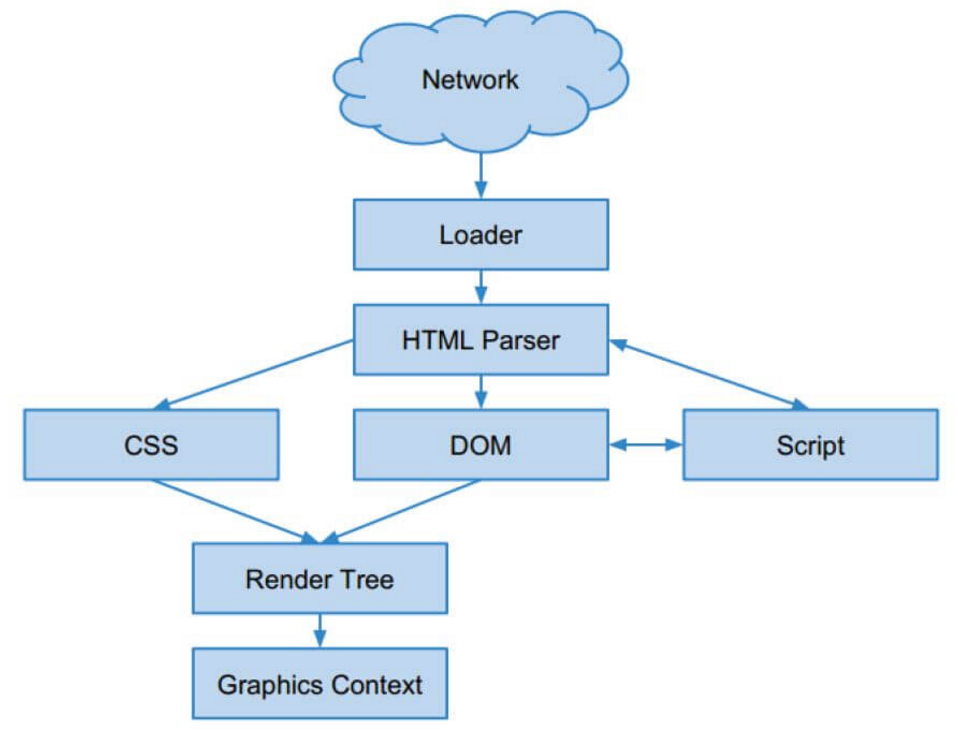 Network
Loader
HTML Parser
CSS
DOM
Script
Render Tree
Graphics Context